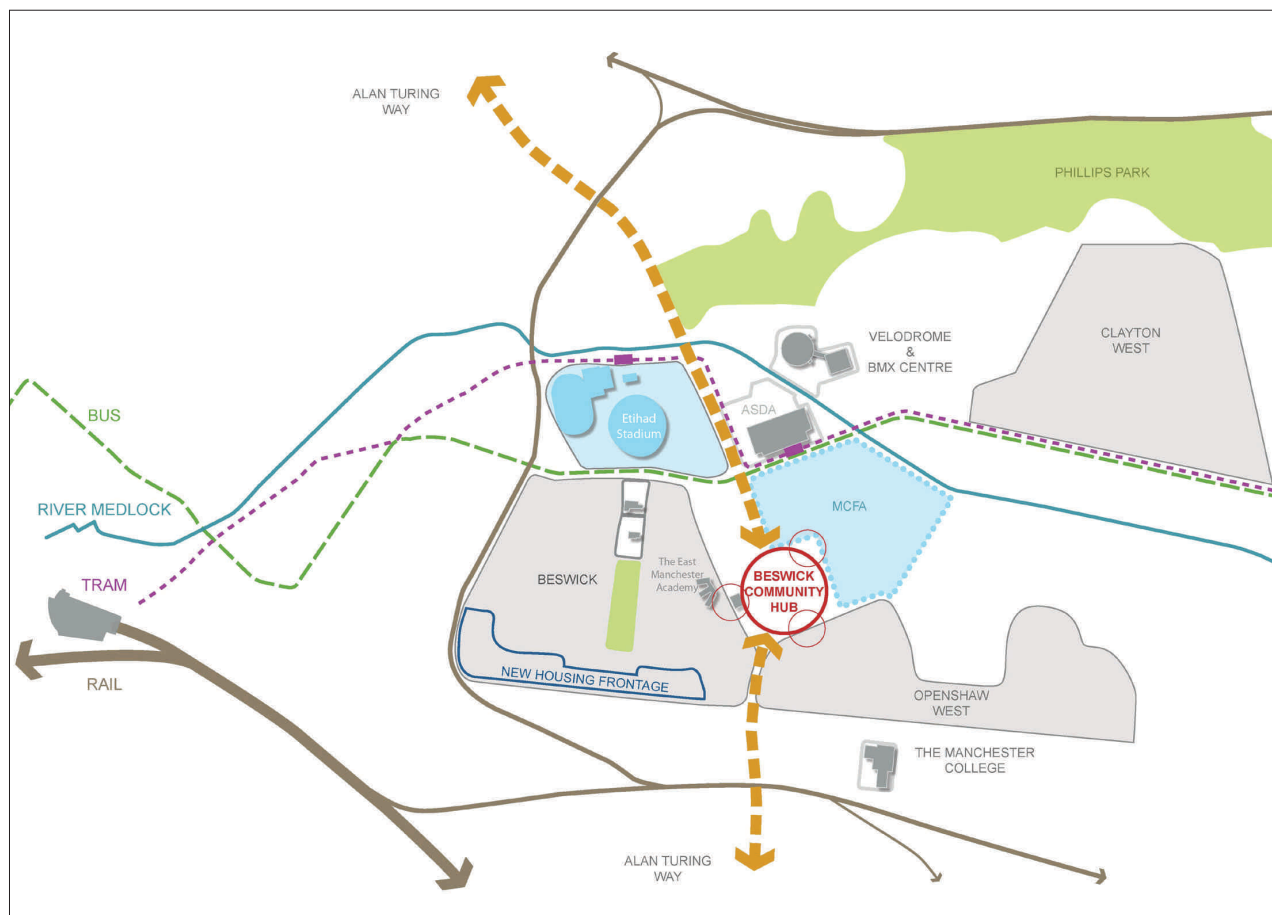 ALAN TURING
WAY
PHILLIPS PARK
VELODROME
&
BMX CENTRE
CLAYTON
WEST
BUS
ASDA
Etihad
Stadium
RIVER MEDLOCK
MCFA
TRAM
BESWICK
The East
Manchester
Academy
BESWICK
COMMUNITY
HUB
RAIL
NEW HOUSING FRONTAGE
OPENSHAW
WEST
THE MANCHESTER
COLLEGE
ALAN TURING
WAY